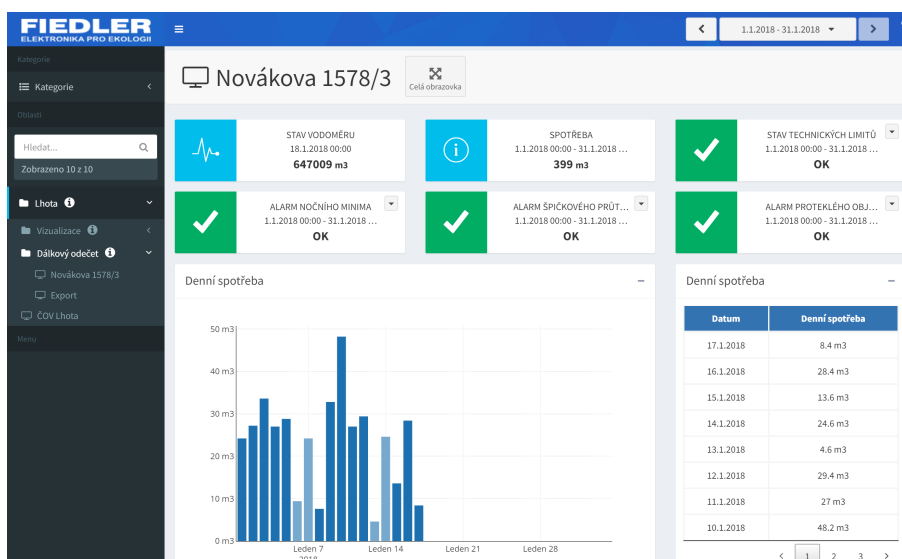 FIEDLER
ELEKTRONIKA PRO EKOLOGII
1.1.2018 - 31.1.2018
Kategorie
Kategorie
Oblasti
Hledat...
Zobrazeno 10 z 10
Lhota
Vizualizace
Dálkový odečet
Novákova 1578/3
Export
ČOV Lhota
Menu
Novákova 1578/3
Celá obrazovka
STAV VODOMĚRU
18.1.2018 00:00
647009 m3
SPOTŘEBA
1.1.2018 00:00 - 31.1.2018 ...
399 m3
STAV TECHNICKÝCH LIMITŮ
1.1.2018 00:00 - 31.1.2018 ...
OK
ALARM NOČNÍHO MINIMA
1.1.2018 00:00 - 31.1.2018 ...
OK
ALARM ŠPIČKOVÉHO PRŮT...
1.1.2018 00:00 - 31.1.2018 ...
OK
ALARM PROTEKLÉHO OBJ...
1.1.2018 00:00 - 31.1.2018 ...
OK
Denní spotřeba
50 m3
40 m3
30 m3
20 m3
10 m3
0 m3
Leden 7 Leden 14 Leden 21 Leden 28
2018
Denní spotřeba
Datum Denní spotřeba
17.1.2018 8.4 m3
16.1.2018 28.4 m3
15.1.2018 13.6 m3
14.1.2018 24.6 m3
13.1.2018 4.6 m3
12.1.2018 29.4 m3
11.1.2018 27 m3
10.1.2018 48.2 m3
< 1 2 3 >